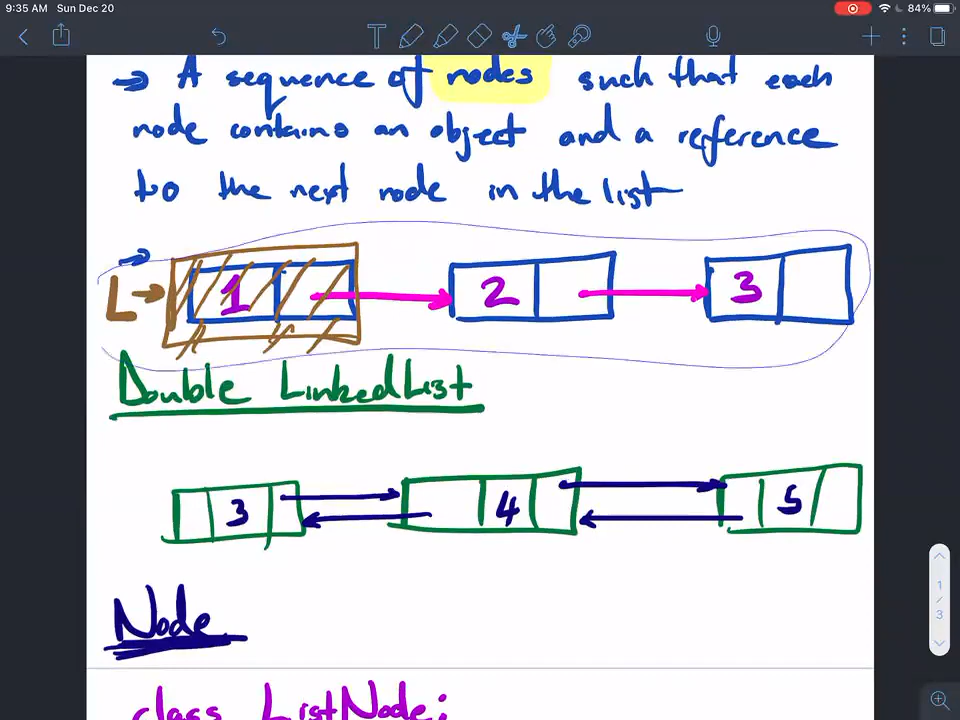 9:35 AM Sun Dec 20
84%
→ A sequence of nodes such that each
node contains an object and a reference
to the next node in the list
L → 1 2 3
Double LinkedList
3 4 5
1 / 3
Node
class ListNode: